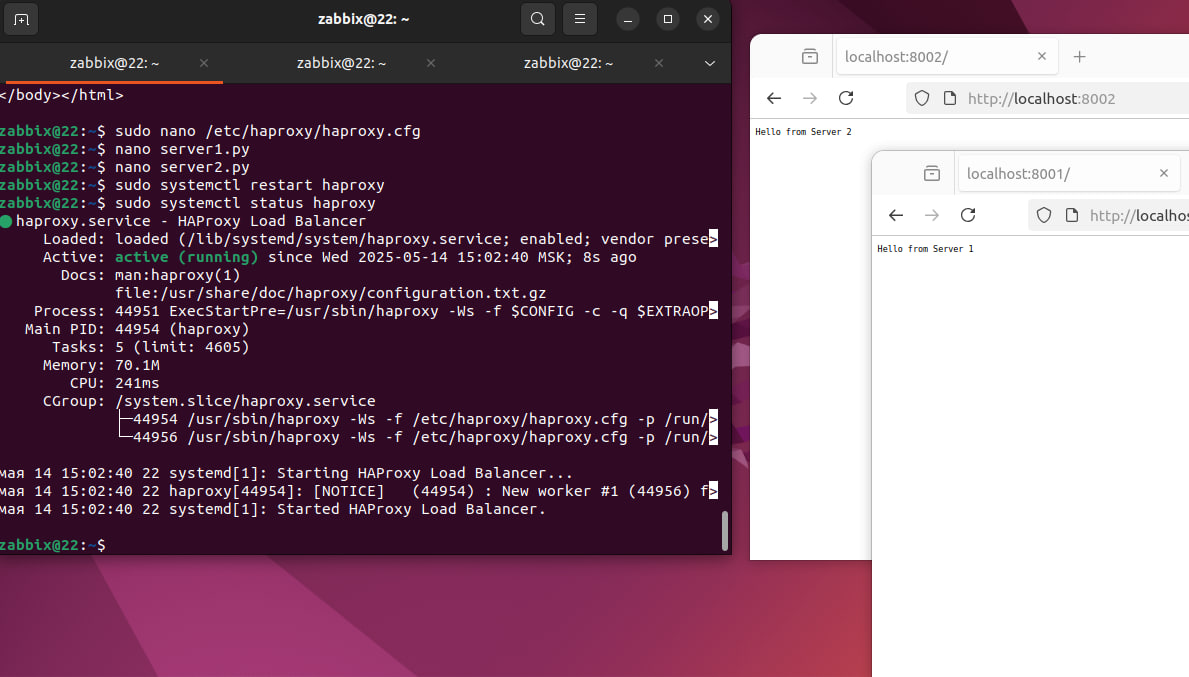 zabbix@22: ~
zabbix@22: ~
zabbix@22: ~
zabbix@22: ~
</body></html>
zabbix@22:~$ sudo nano /etc/haproxy/haproxy.cfg
zabbix@22:~$ nano server1.py
zabbix@22:~$ nano server2.py
zabbix@22:~$ sudo systemctl restart haproxy
zabbix@22:~$ sudo systemctl status haproxy
haproxy.service - HAProxy Load Balancer
Loaded: loaded (/lib/systemd/system/haproxy.service; enabled; vendor prese>
Active: active (running) since Wed 2025-05-14 15:02:40 MSK; 8s ago
Docs: man:haproxy(1)
file:/usr/share/doc/haproxy/configuration.txt.gz
Process: 44951 ExecStartPre=/usr/sbin/haproxy -Ws -f $CONFIG -c -q $EXTRAOP>
Main PID: 44954 (haproxy)
Tasks: 5 (limit: 4605)
Memory: 70.1M
CPU: 241ms
CGroup: /system.slice/haproxy.service
├─44954 /usr/sbin/haproxy -Ws -f /etc/haproxy/haproxy.cfg -p /run/>
└─44956 /usr/sbin/haproxy -Ws -f /etc/haproxy/haproxy.cfg -p /run/>
мая 14 15:02:40 22 systemd[1]: Starting HAProxy Load Balancer...
мая 14 15:02:40 22 haproxy[44954]: [NOTICE]   (44954) : New worker #1 (44956) f>
мая 14 15:02:40 22 systemd[1]: Started HAProxy Load Balancer.
zabbix@22:~$
localhost:8002/
http://localhost:8002
Hello from Server 2
localhost:8001/
http://localhos
Hello from Server 1